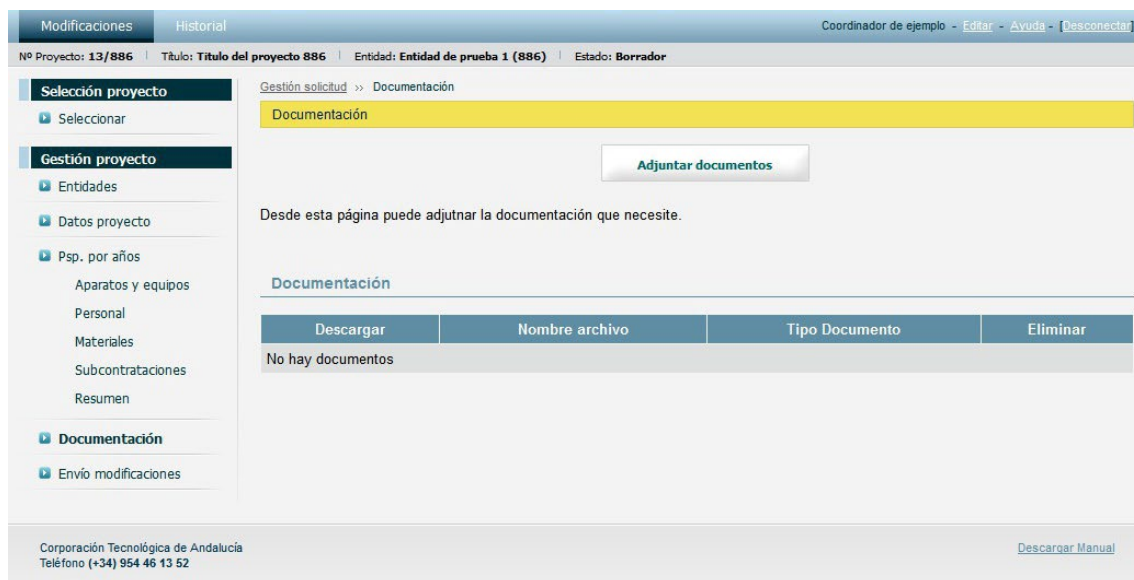 Modificaciones Historial Coordinador de ejemplo - Editar - Ayuda - [Desconectar]
Nº Proyecto: 13/886 Título: Titulo del proyecto 886 Entidad: Entidad de prueba 1 (886) Estado: Borrador
Selección proyecto
Seleccionar
Gestión proyecto
Entidades
Datos proyecto
Psp. por años
Aparatos y equipos
Personal
Materiales
Subcontrataciones
Resumen
Documentación
Envío modificaciones
Gestión solicitud >> Documentación
Documentación
Adjuntar documentos
Desde esta página puede adjutnar la documentación que necesite.
Documentación
Descargar Nombre archivo Tipo Documento Eliminar
No hay documentos
Corporación Tecnológica de Andalucía
Teléfono (+34) 954 46 13 52
Descargar Manual